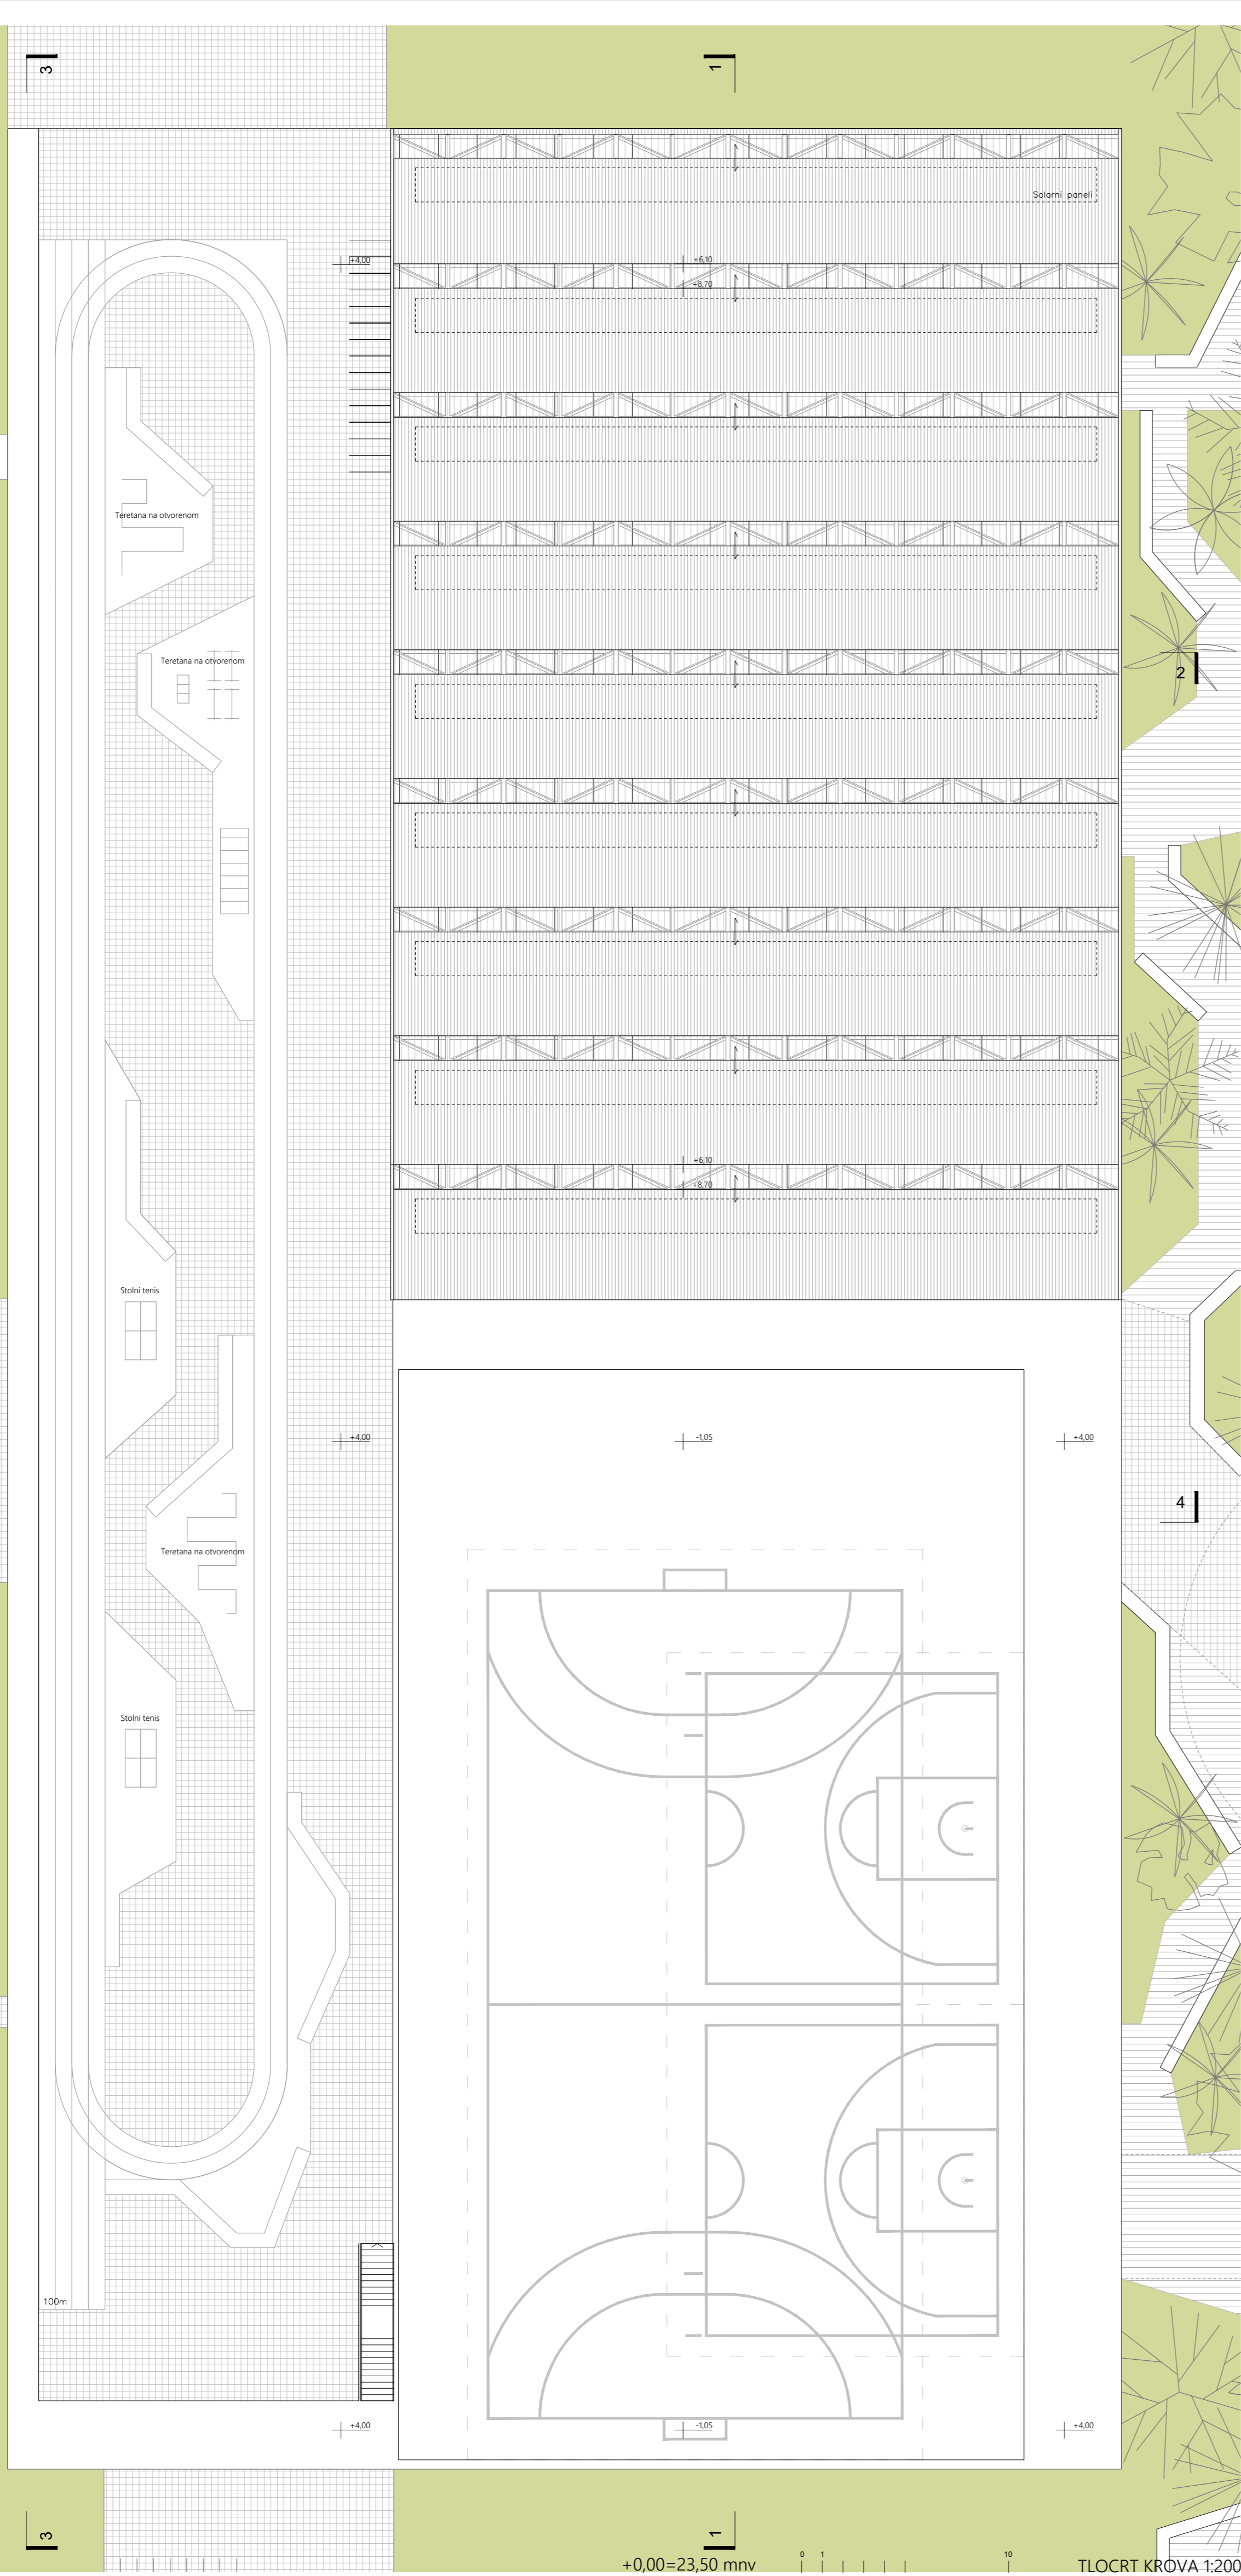 3
1
Solarni paneli
+4,00
+6,10
+8,70
Teretana na otvorenom
Teretana na otvorenom
2
+6,10
+8,70
Stolni tenis
+4,00
-1,05
+4,00
4
Teretana na otvorenom
Stolni tenis
100m
+4,00
-1,05
+4,00
3
1
0 1 10
+0,00=23,50 mnv
TLOCRT KROVA 1:200